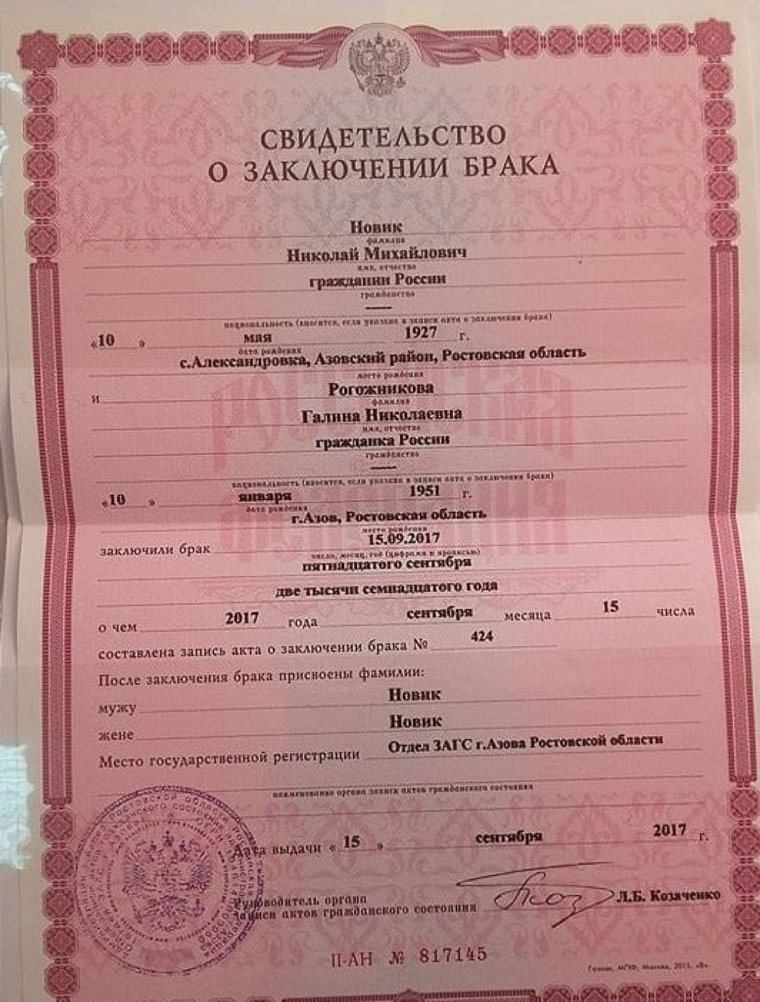 СВИДЕТЕЛЬСТВО
О ЗАКЛЮЧЕНИИ БРАКА
Новик
фамилия
Николай Михайлович
имя, отчество
гражданин России
гражданство
национальность (вносится, если указана в записи акта о заключении брака)
«10» мая 1927 г.
дата рождения
с.Александровка, Азовский район, Ростовская область
место рождения
и Рогожникова
фамилия
Галина Николаевна
имя, отчество
гражданка России
гражданство
национальность (вносится, если указана в записи акта о заключении брака)
«10» января 1951 г.
дата рождения
г.Азов, Ростовская область
место рождения
заключили брак 15.09.2017
число, месяц, год (цифрами и прописью)
пятнадцатого сентября
две тысячи семнадцатого года
о чем 2017 года сентября месяца 15 числа
составлена запись акта о заключении брака № 424
После заключения брака присвоены фамилии:
мужу Новик
жене Новик
Место государственной регистрации Отдел ЗАГС г.Азова Ростовской области
наименование органа записи актов гражданского состояния
Дата выдачи «15» сентября 2017 г.
Руководитель органа
записи актов гражданского состояния Л.Б. Козаченко
II-АН № 817145